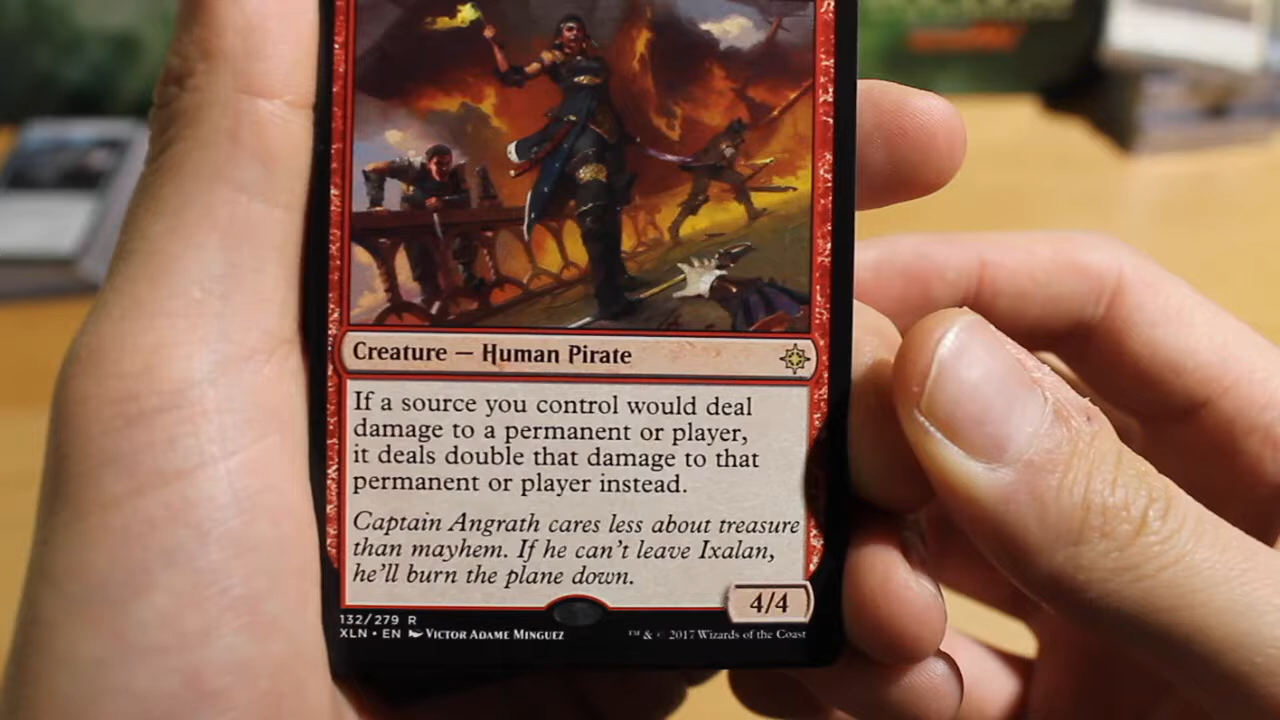 Creature — Human Pirate
If a source you control would deal
damage to a permanent or player,
it deals double that damage to that
permanent or player instead.
Captain Angrath cares less about treasure
than mayhem. If he can't leave Ixalan,
he'll burn the plane down.
4/4
132/279 R
XLN • EN VICTOR ADAME MINGUEZ
™ & © 2017 Wizards of the Coast